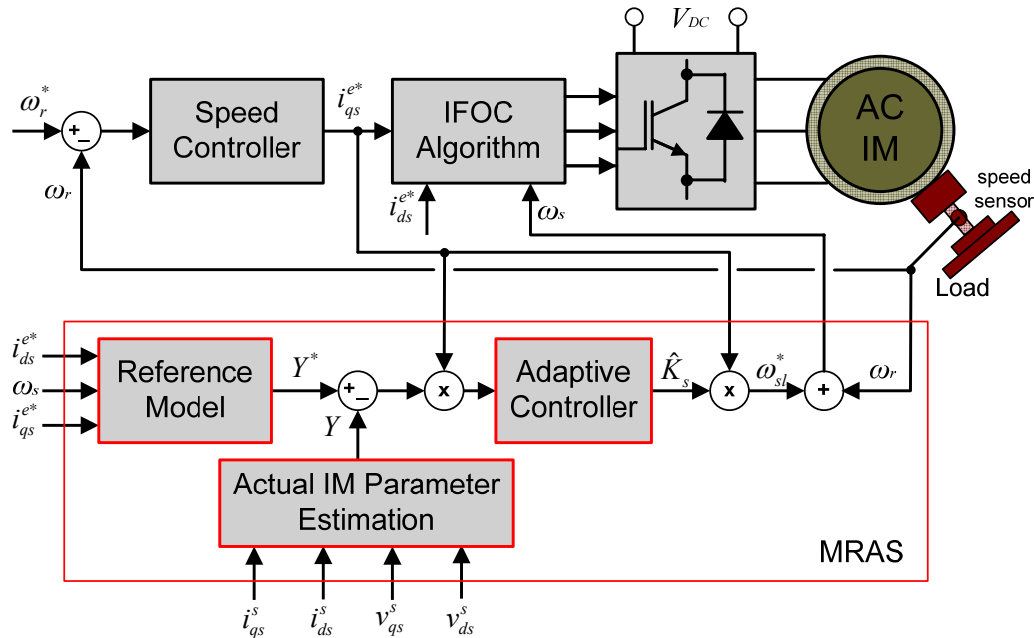 V_DC
ω_r^*
+
−
ω_r
Speed
Controller
i_qs^e*
IFOC
Algorithm
i_ds^e*
ω_s
AC
IM
speed
sensor
Load
i_ds^e*
ω_s
i_qs^e*
Reference
Model
Y^*
+
−
Y
x
Adaptive
Controller
K̂_s
x
ω_sl^*
+
ω_r
Actual IM Parameter
Estimation
MRAS
i_qs^s
i_ds^s
v_qs^s
v_ds^s